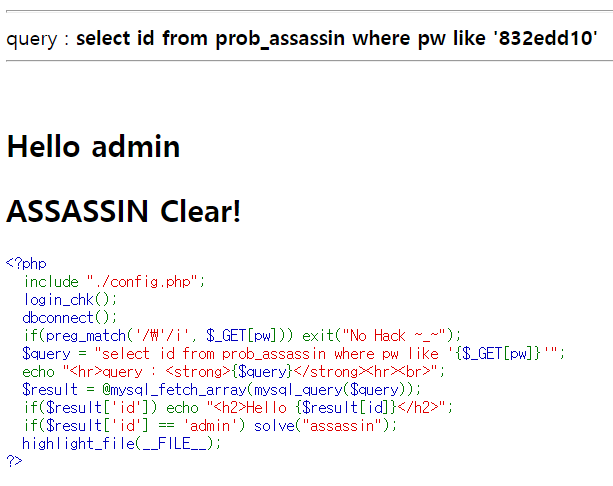 query : select id from prob_assassin where pw like '832edd10'
Hello admin
ASSASSIN Clear!
<?php
  include "./config.php";
  login_chk();
  dbconnect();
  if(preg_match('/₩'/i', $_GET[pw])) exit("No Hack ~_~");
  $query = "select id from prob_assassin where pw like '{$_GET[pw]}'";
  echo "<hr>query : <strong>{$query}</strong><hr><br>";
  $result = @mysql_fetch_array(mysql_query($query));
  if($result['id']) echo "<h2>Hello {$result[id]}</h2>";
  if($result['id'] == 'admin') solve("assassin");
  highlight_file(__FILE__);
?>